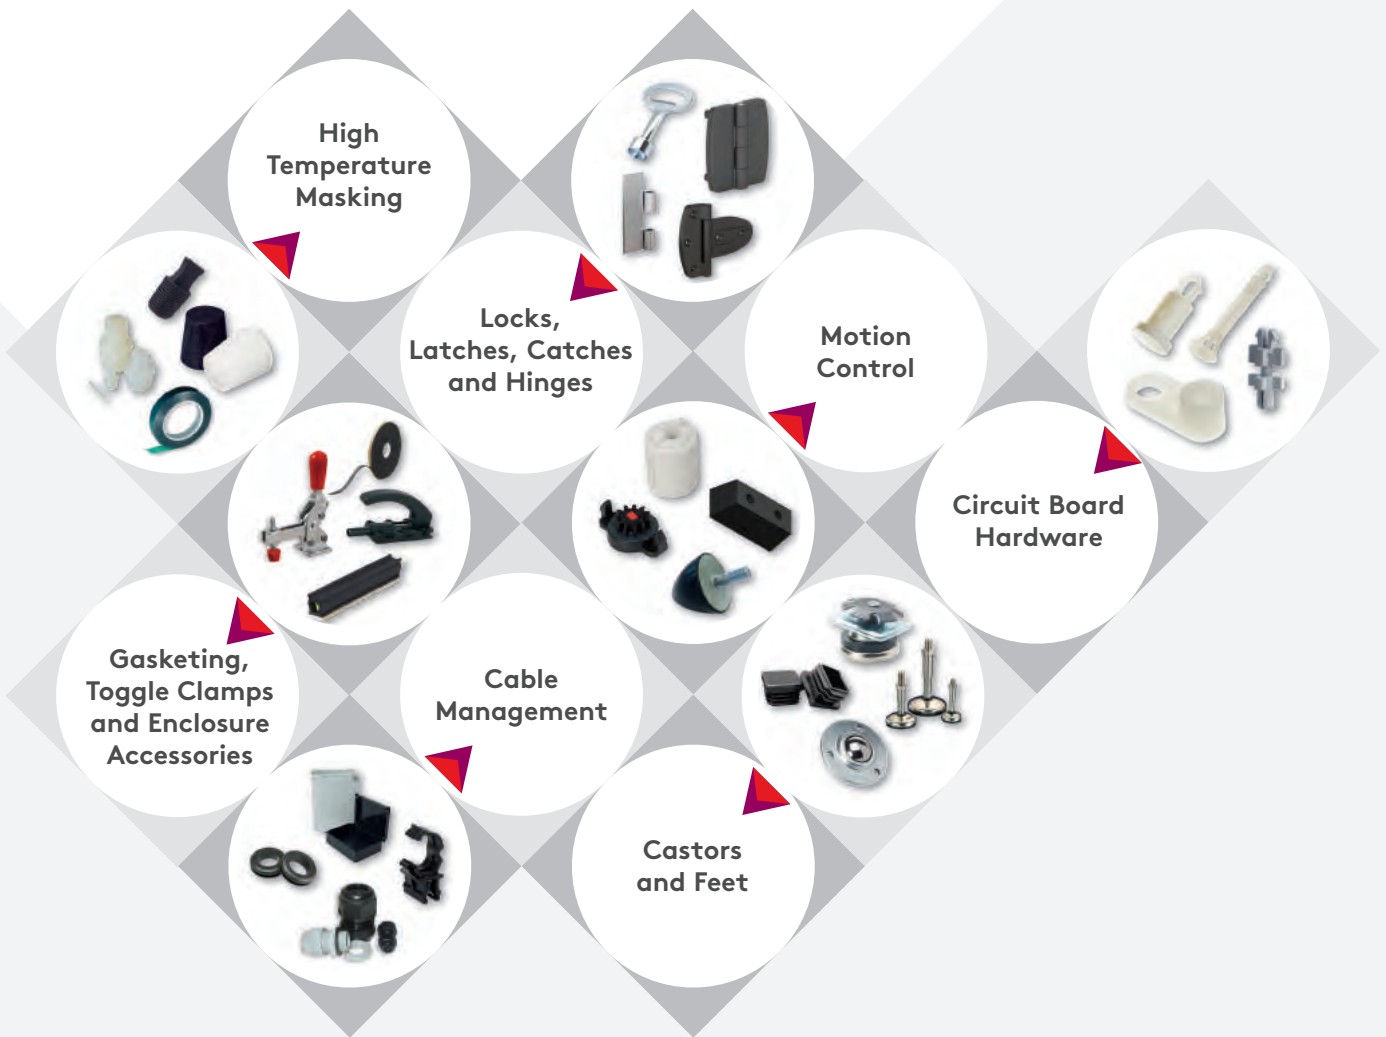 High
Temperature
Masking
Locks,
Latches, Catches
and Hinges
Motion
Control
Circuit Board
Hardware
Gasketing,
Toggle Clamps
and Enclosure
Accessories
Cable
Management
Castors
and Feet